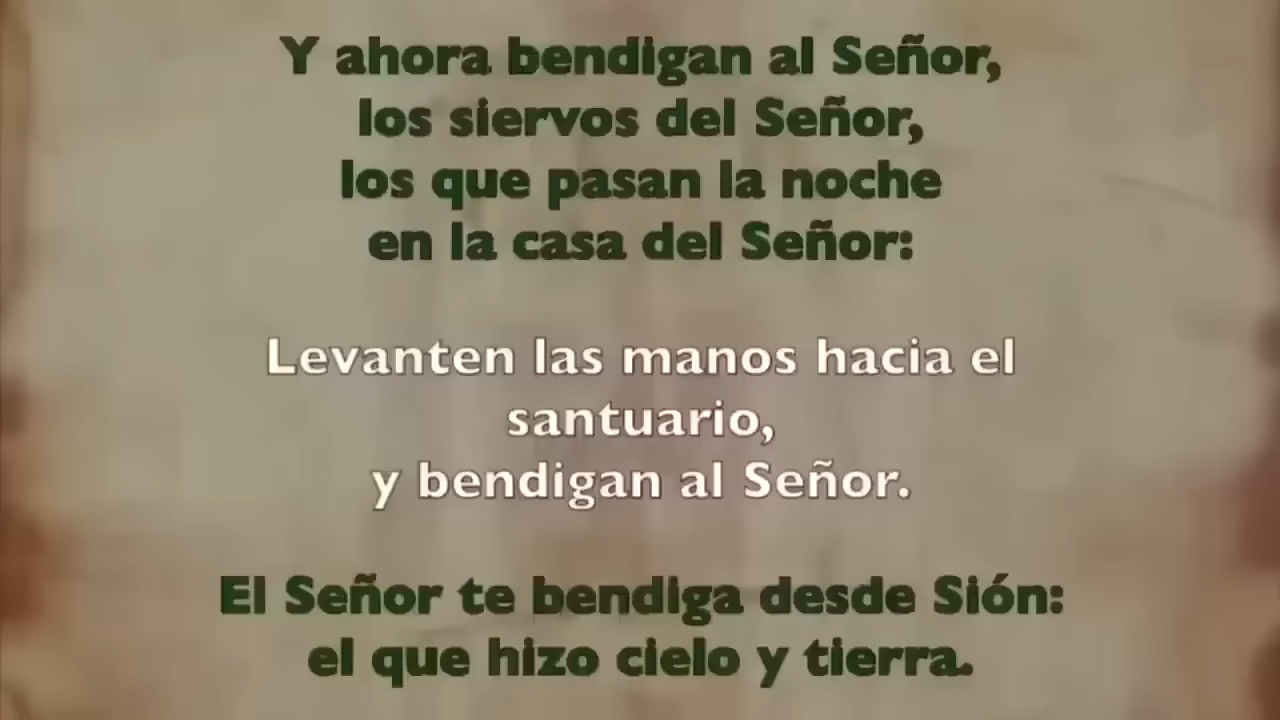 Y ahora bendigan al Señor,
los siervos del Señor,
los que pasan la noche
en la casa del Señor:
Levanten las manos hacia el
santuario,
y bendigan al Señor.
El Señor te bendiga desde Sión:
el que hizo cielo y tierra.